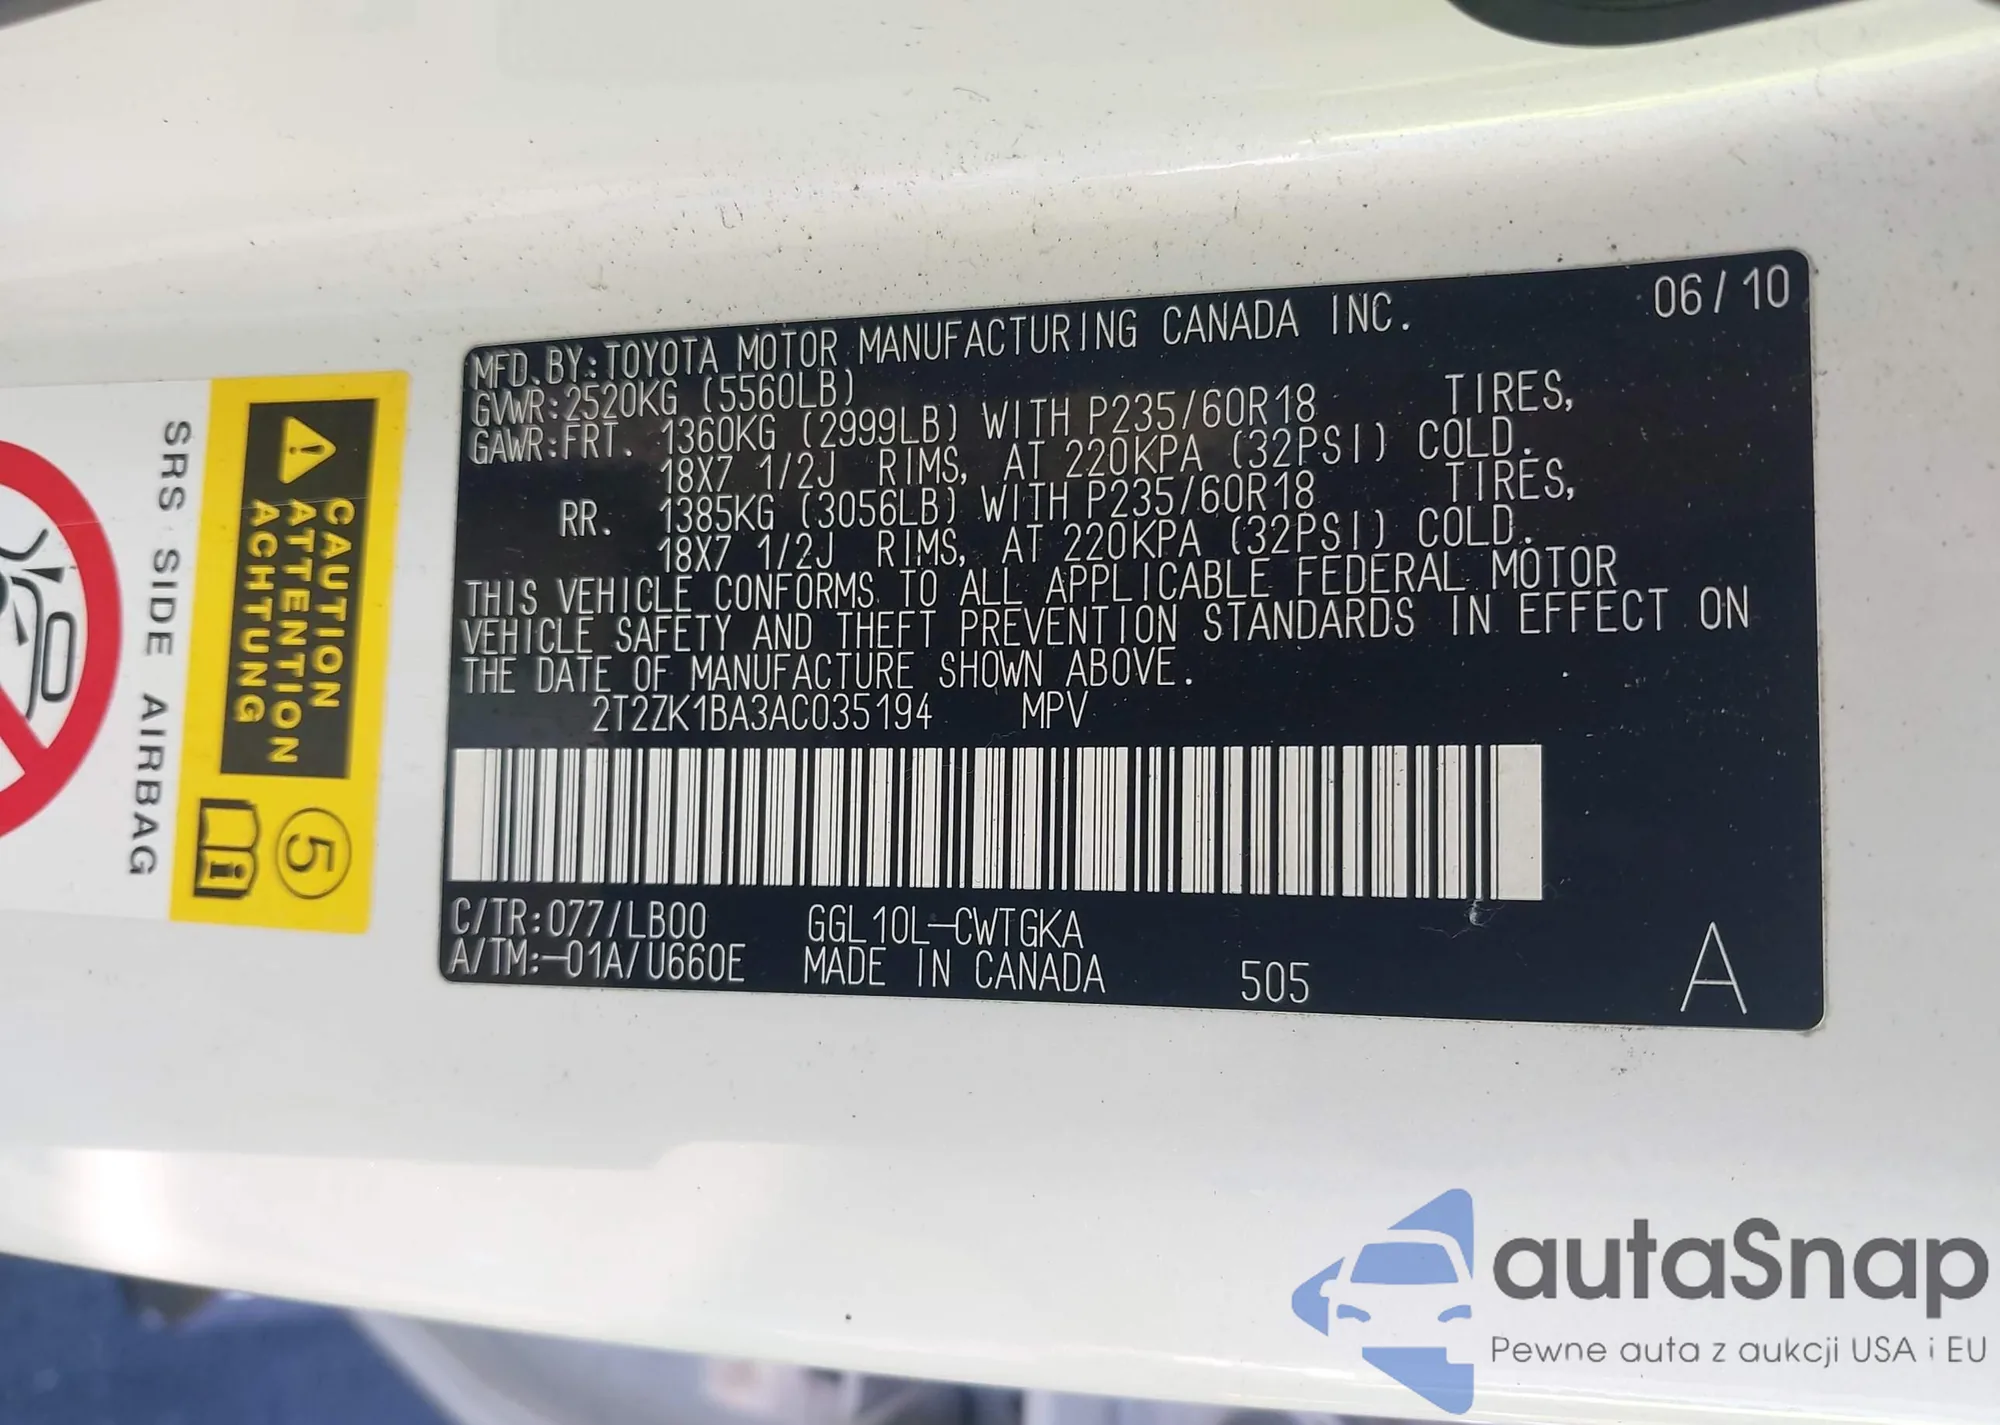 MFD. BY: TOYOTA MOTOR MANUFACTURING CANADA INC. 06/10
GVWR: 2520KG (5560LB)
GAWR: FRT. 1360KG (2999LB) WITH P235/60R18 TIRES,
18X7 1/2J RIMS, AT 220KPA (32PSI) COLD.
RR. 1385KG (3056LB) WITH P235/60R18 TIRES,
18X7 1/2J RIMS, AT 220KPA (32PSI) COLD.
THIS VEHICLE CONFORMS TO ALL APPLICABLE FEDERAL MOTOR
VEHICLE SAFETY AND THEFT PREVENTION STANDARDS IN EFFECT ON
THE DATE OF MANUFACTURE SHOWN ABOVE.
2T2ZK1BA3AC035194 MPV
C/TR: 077/LB00 GGL10L-CWTGKA
A/TM: -01A/U660E MADE IN CANADA 505 A
CAUTION
ATTENTION
ACHTUNG
5
SRS SIDE AIRBAG
autaSnap
Pewne auta z aukcji USA i EU